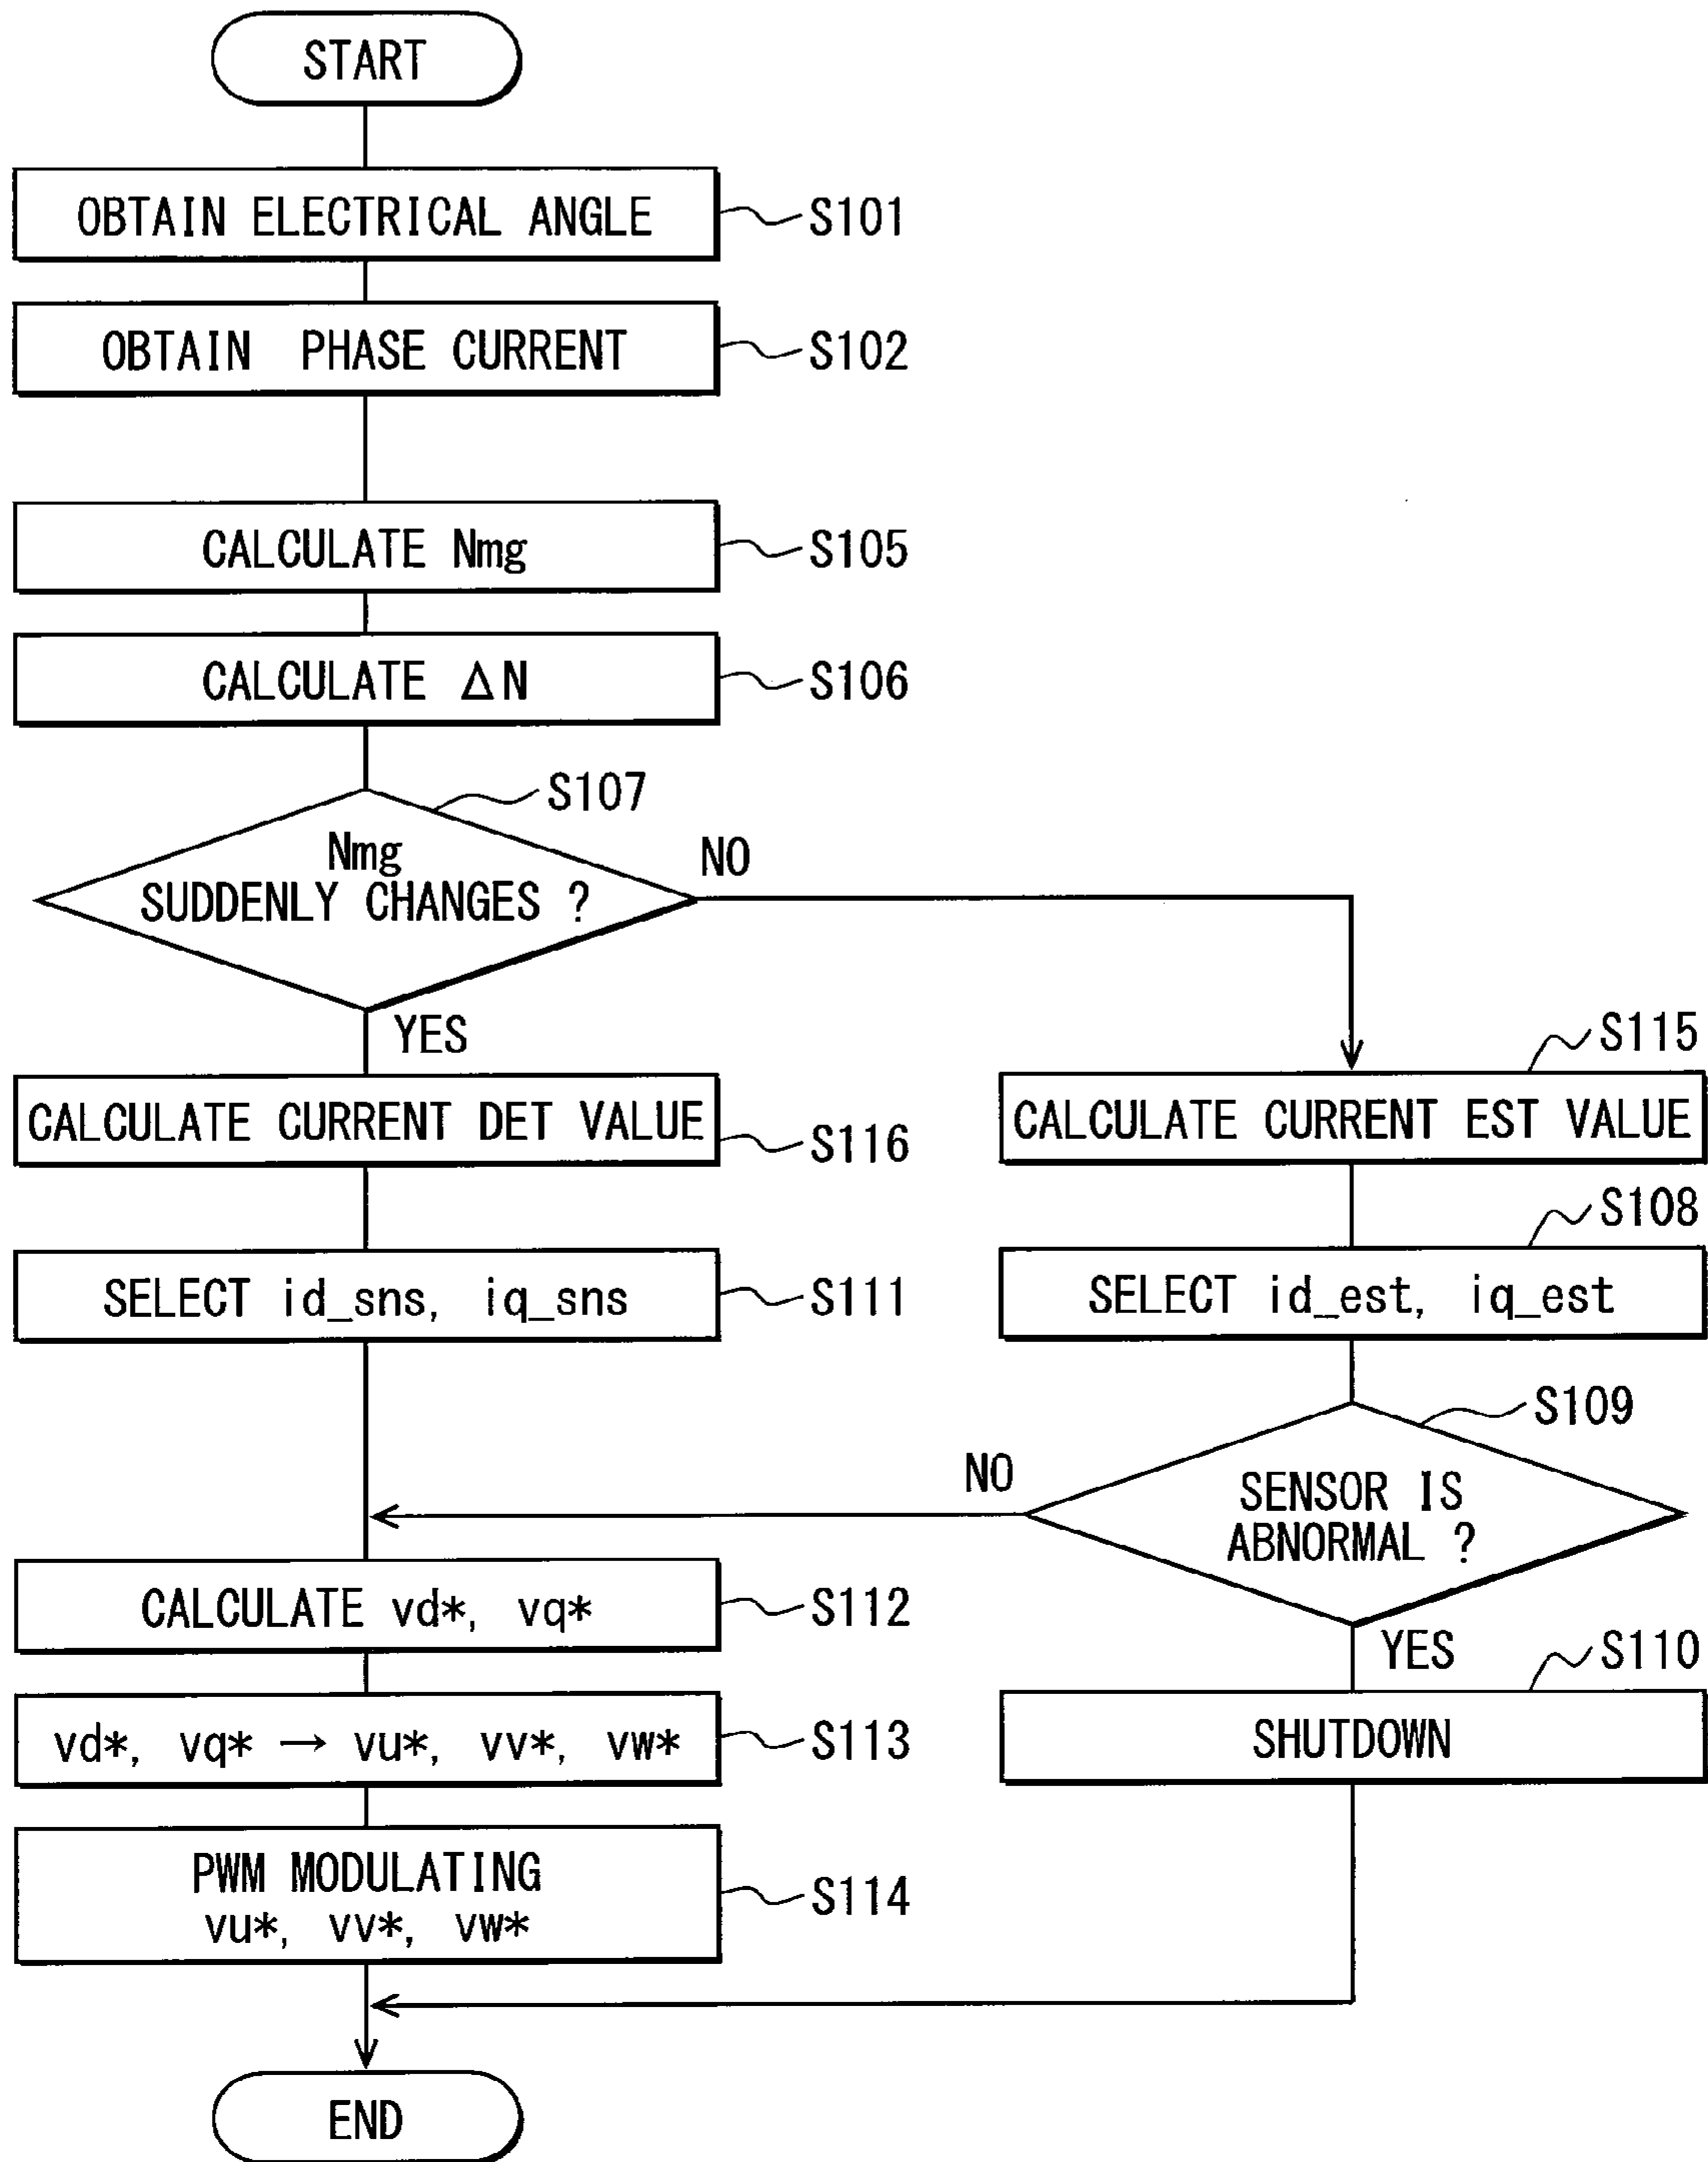 START
OBTAIN ELECTRICAL ANGLE
S101
OBTAIN PHASE CURRENT
S102
CALCULATE Nmg
S105
CALCULATE ΔN
S106
S107
Nmg
SUDDENLY CHANGES ?
NO
YES
CALCULATE CURRENT DET VALUE
S116
S115
CALCULATE CURRENT EST VALUE
SELECT id_sns, iq_sns
S111
S108
SELECT id_est, iq_est
S109
SENSOR IS
ABNORMAL ?
NO
YES
S110
SHUTDOWN
CALCULATE vd*, vq*
S112
vd*, vq* → vu*, vv*, vw*
S113
PWM MODULATING
vu*, vv*, vw*
S114
END